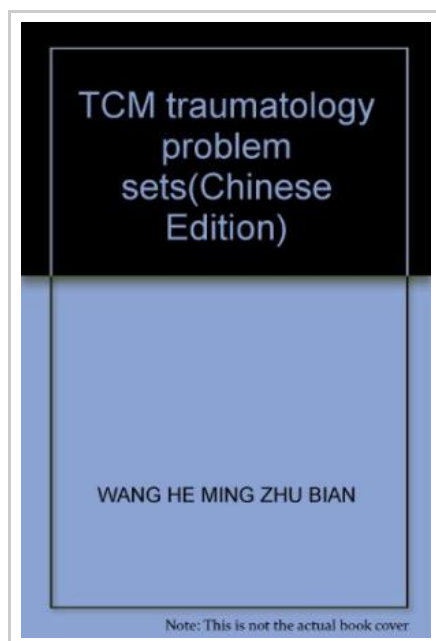 TCM traumatology
problem
sets(Chinese
Edition)
WANG HE MING ZHU BIAN
Note: This is not the actual book cover